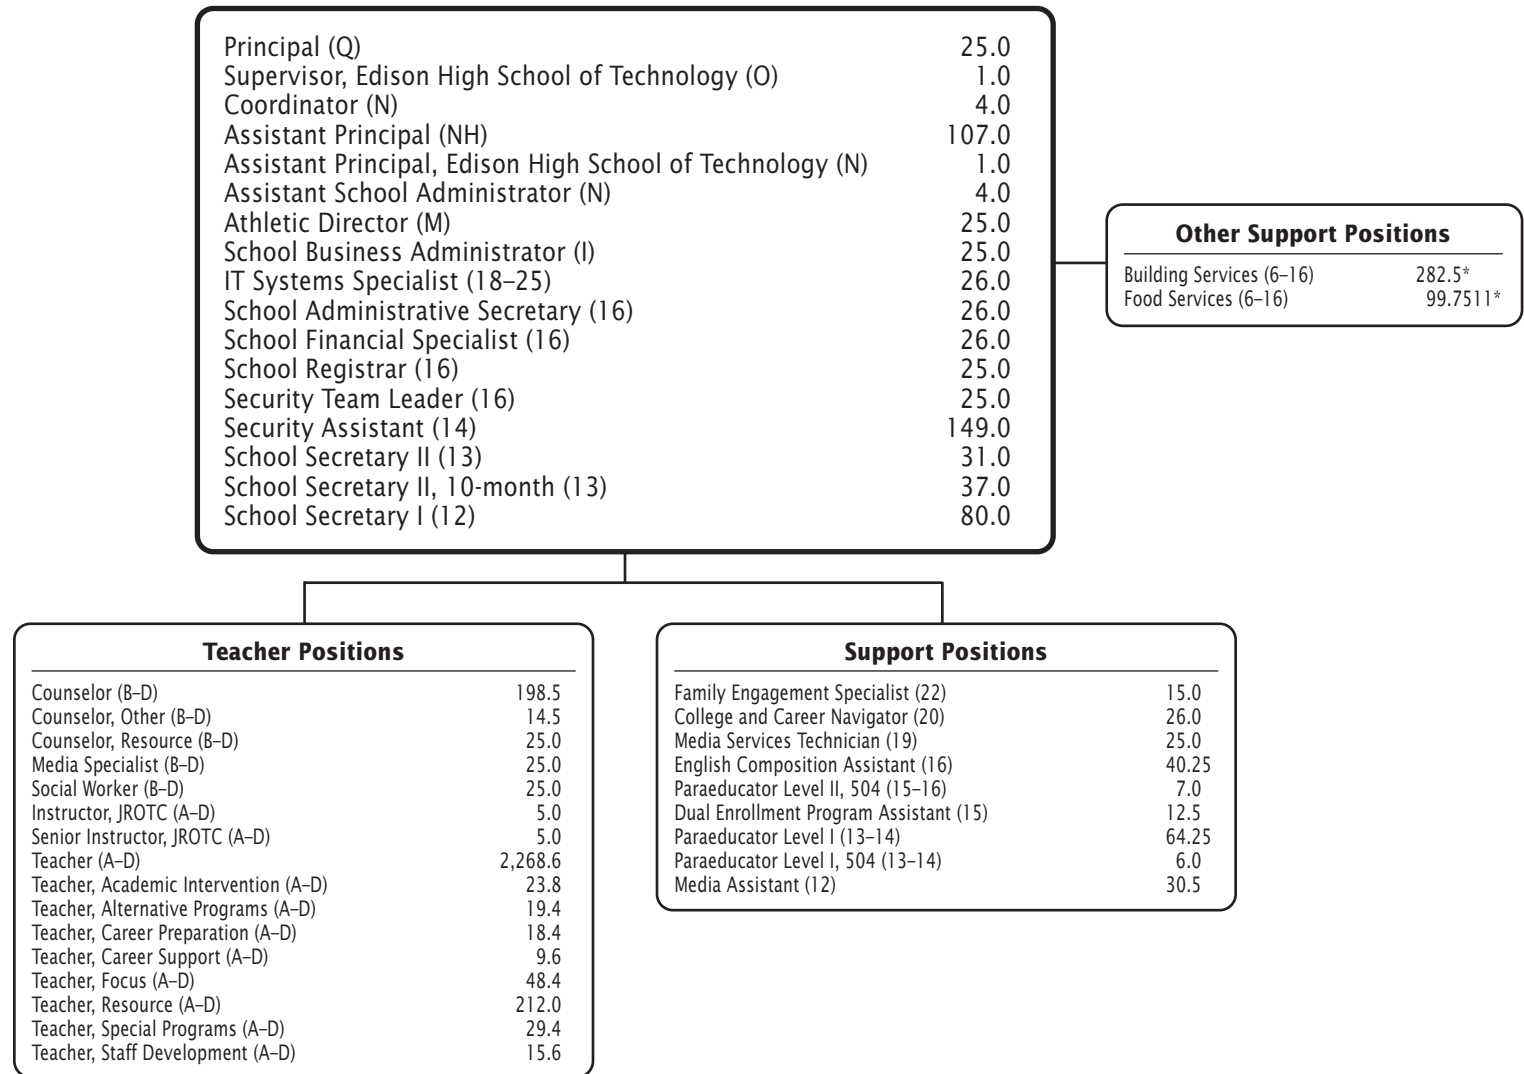 Principal (Q) 25.0
Supervisor, Edison High School of Technology (O) 1.0
Coordinator (N) 4.0
Assistant Principal (NH) 107.0
Assistant Principal, Edison High School of Technology (N) 1.0
Assistant School Administrator (N) 4.0
Athletic Director (M) 25.0
School Business Administrator (I) 25.0
IT Systems Specialist (18–25) 26.0
School Administrative Secretary (16) 26.0
School Financial Specialist (16) 26.0
School Registrar (16) 25.0
Security Team Leader (16) 25.0
Security Assistant (14) 149.0
School Secretary II (13) 31.0
School Secretary II, 10-month (13) 37.0
School Secretary I (12) 80.0
Other Support Positions
Building Services (6–16) 282.5*
Food Services (6–16) 99.7511*
Teacher Positions
Counselor (B–D) 198.5
Counselor, Other (B–D) 14.5
Counselor, Resource (B–D) 25.0
Media Specialist (B–D) 25.0
Social Worker (B–D) 25.0
Instructor, JROTC (A–D) 5.0
Senior Instructor, JROTC (A–D) 5.0
Teacher (A–D) 2,268.6
Teacher, Academic Intervention (A–D) 23.8
Teacher, Alternative Programs (A–D) 19.4
Teacher, Career Preparation (A–D) 18.4
Teacher, Career Support (A–D) 9.6
Teacher, Focus (A–D) 48.4
Teacher, Resource (A–D) 212.0
Teacher, Special Programs (A–D) 29.4
Teacher, Staff Development (A–D) 15.6
Support Positions
Family Engagement Specialist (22) 15.0
College and Career Navigator (20) 26.0
Media Services Technician (19) 25.0
English Composition Assistant (16) 40.25
Paraeducator Level II, 504 (15–16) 7.0
Dual Enrollment Program Assistant (15) 12.5
Paraeducator Level I (13–14) 64.25
Paraeducator Level I, 504 (13–14) 6.0
Media Assistant (12) 30.5